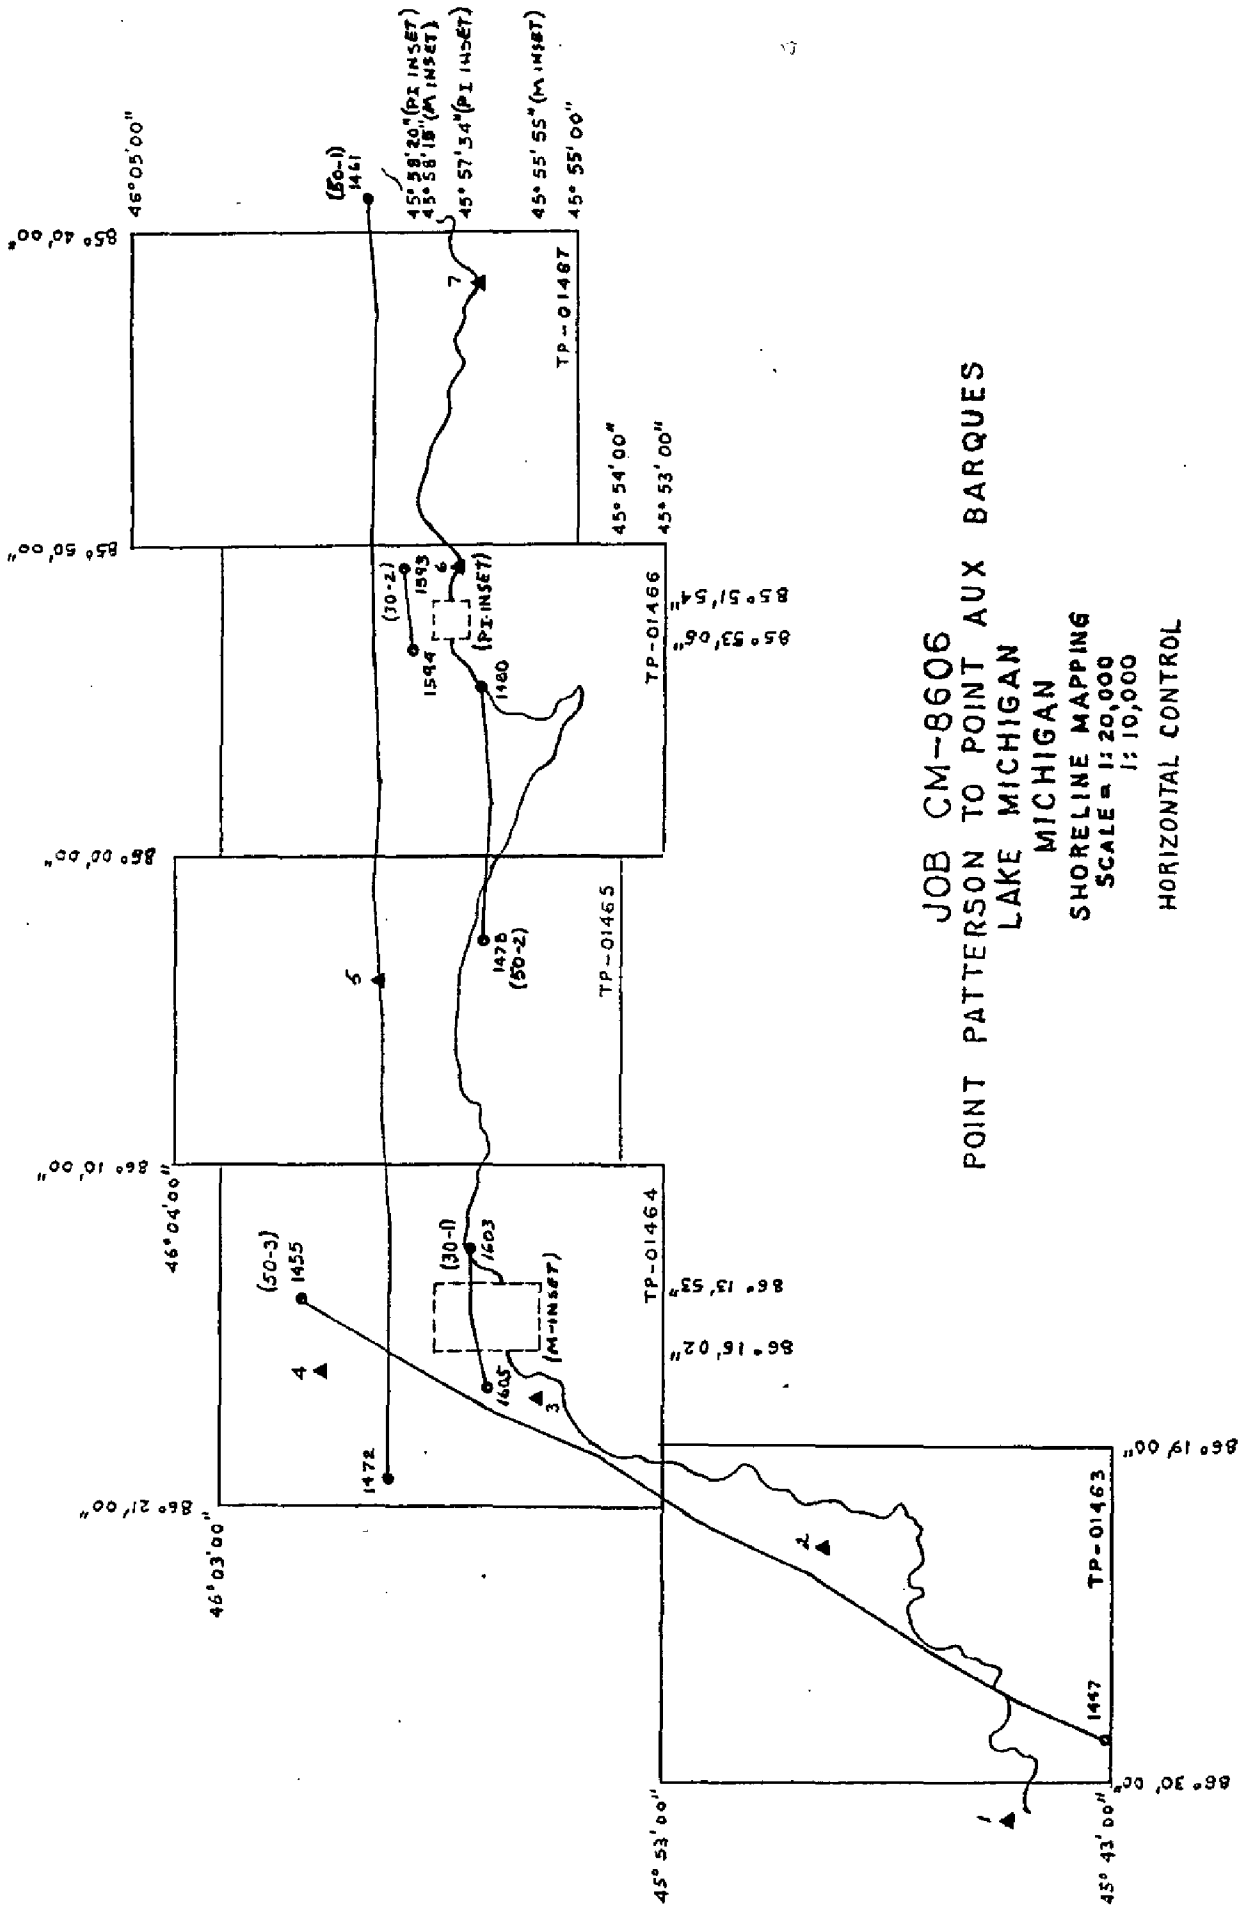 JOB CM-8606
POINT PATTERSON TO POINT AUX BARQUES
LAKE MICHIGAN
MICHIGAN
SHORELINE MAPPING
SCALE = 1:20,000
1:10,000
HORIZONTAL CONTROL
46° 05' 00"
85° 40' 00"
(50-1)
1461
45° 58' 20" (PI INSET)
45° 58' 18" (M INSET)
45° 57' 34" (PI INSET)
45° 55' 55" (M INSET)
45° 55' 00"
7
TP-01467
85° 50' 00"
45° 54' 00"
45° 53' 00"
(30-2)
1593
1594
6
(PI-INSET)
1480
TP-01466
85° 51' 54"
85° 53' 06"
86° 00' 00"
5
1478
(50-2)
TP-01465
86° 10' 00"
46° 04' 00"
(50-3)
1455
4
1472
(30-1)
1603
(M-INSET)
1605
3
TP-01464
86° 13' 53"
86° 16' 02"
86° 21' 00"
46° 03' 00"
86° 19' 00"
2
TP-01463
1447
1
86° 30' 00"
45° 53' 00"
45° 43' 00"